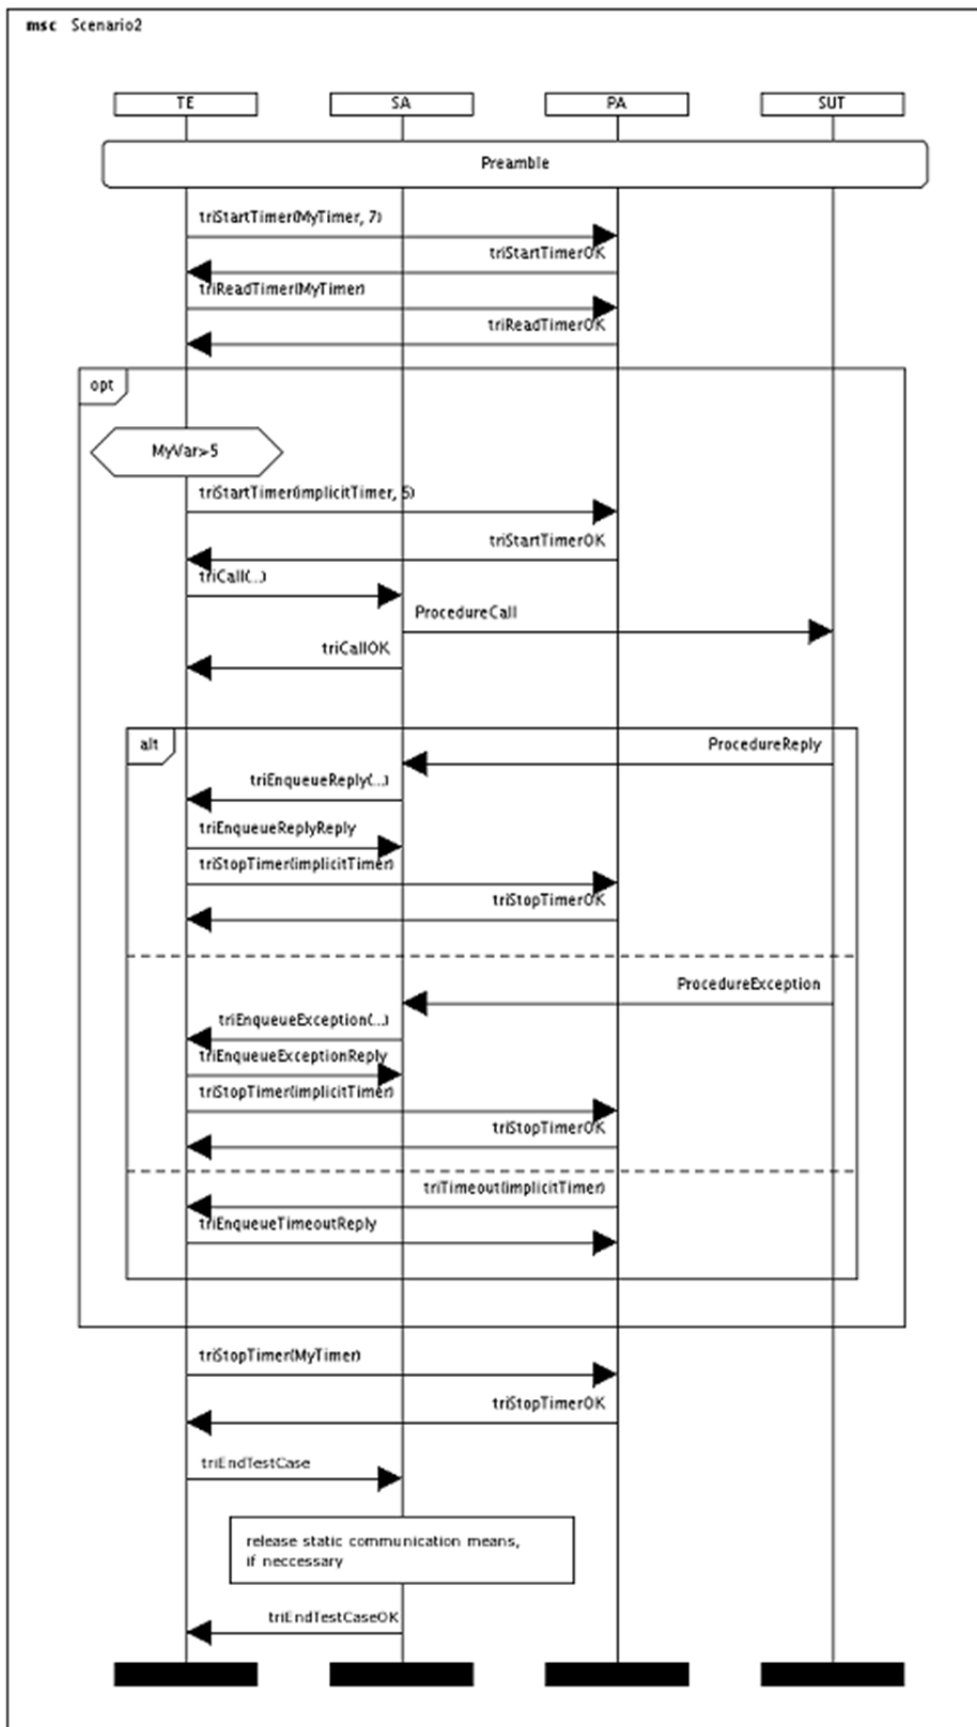 msc Scenario2
TE SA PA SUT
Preamble
triStartTimer(MyTimer, 7)
triStartTimerOK
triReadTimer(MyTimer)
triReadTimerOK
opt
MyVar>5
triStartTimer(implicitTimer, 5)
triStartTimerOK
triCall(...)
ProcedureCall
triCallOK
alt
ProcedureReply
triEnqueueReply(...)
triEnqueueReplyReply
triStopTimer(implicitTimer)
triStopTimerOK
ProcedureException
triEnqueueException(...)
triEnqueueExceptionReply
triStopTimer(implicitTimer)
triStopTimerOK
triTimeout(implicitTimer)
triEnqueueTimeoutReply
triStopTimer(MyTimer)
triStopTimerOK
triEndTestCase
release static communication means,
if neccessary
triEndTestCaseOK